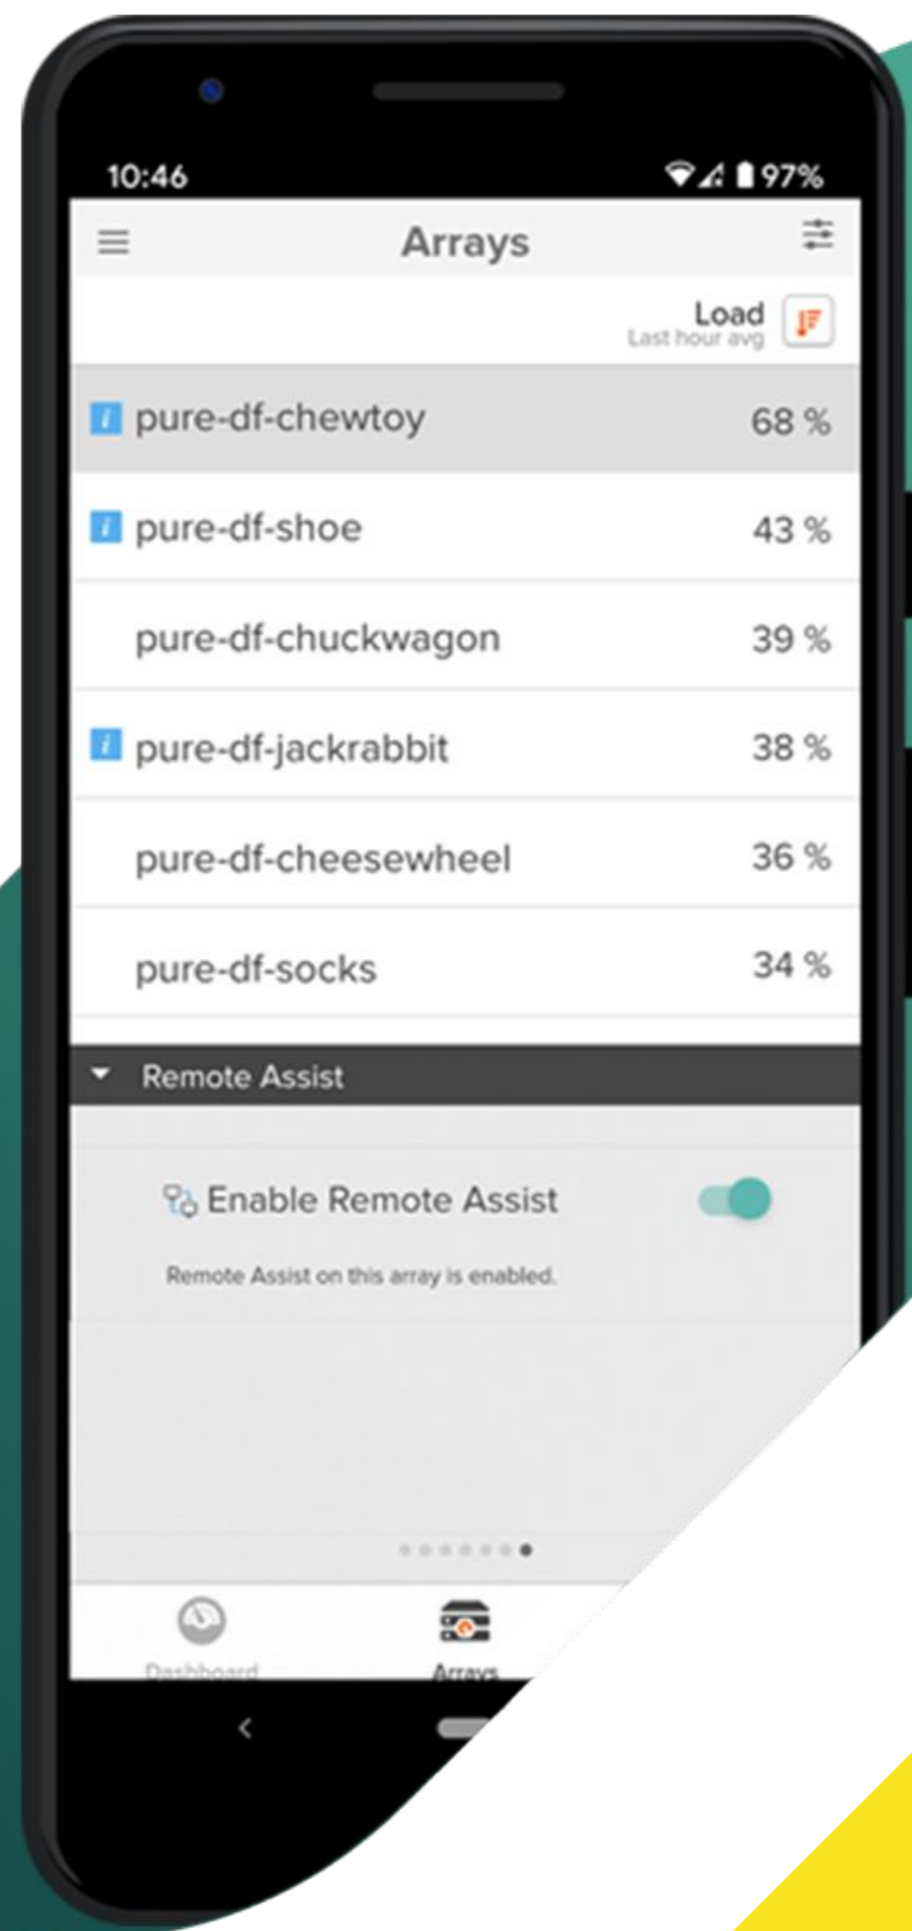 10:46 97%
Arrays
Load
Last hour avg
pure-df-chewtoy 68 %
pure-df-shoe 43 %
pure-df-chuckwagon 39 %
pure-df-jackrabbit 38 %
pure-df-cheesewheel 36 %
pure-df-socks 34 %
Remote Assist
Enable Remote Assist
Remote Assist on this array is enabled.
Dashboard Arrays